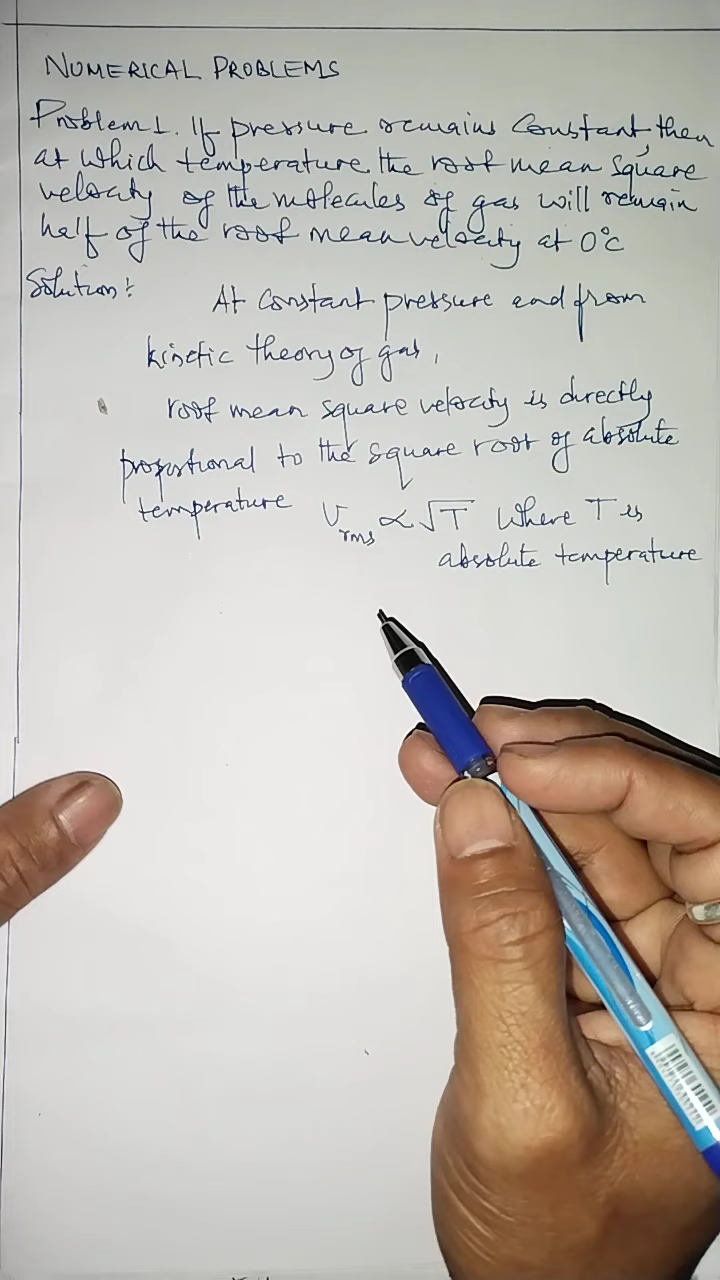 NUMERICAL PROBLEMS
Problem 1. If pressure remains Constant, then
at which temperature the root mean square
velocity of the molecules of gas will remain
half of the root mean velocity at 0°C
Solution:
At constant pressure and from
kinetic theory of gas,
root mean square velocity is directly
proportional to the square root of absolute
temperature V rms ∝ √T Where T is
absolute temperature